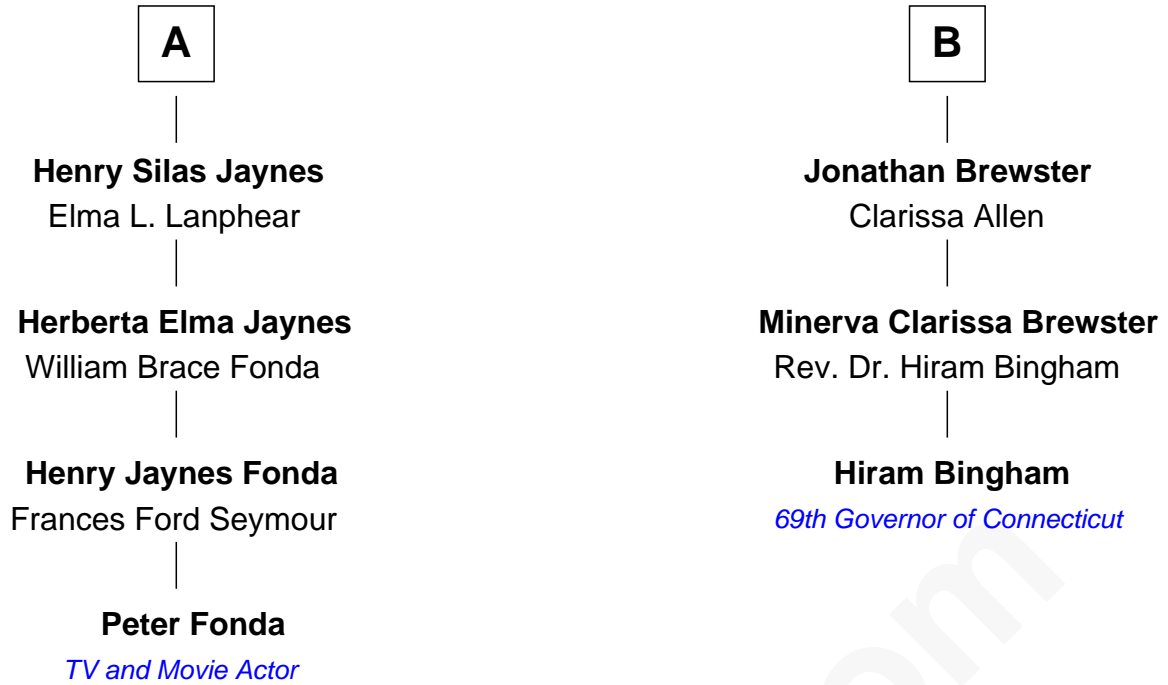 A
Henry Silas Jaynes
Elma L. Lanphear
Herberta Elma Jaynes
William Brace Fonda
Henry Jaynes Fonda
Frances Ford Seymour
Peter Fonda
TV and Movie Actor
B
Jonathan Brewster
Clarissa Allen
Minerva Clarissa Brewster
Rev. Dr. Hiram Bingham
Hiram Bingham
69th Governor of Connecticut
om